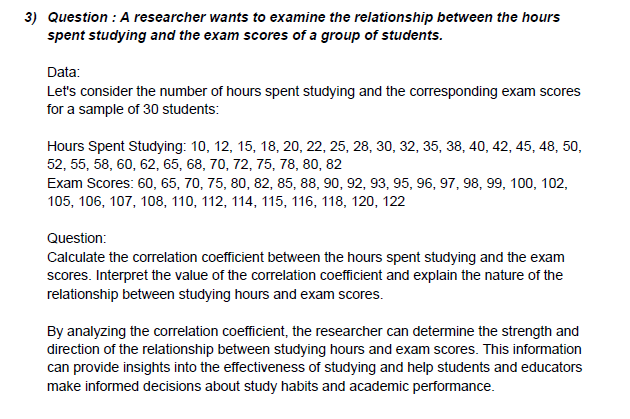 3) Question : A researcher wants to examine the relationship between the hours
spent studying and the exam scores of a group of students.
Data:
Let's consider the number of hours spent studying and the corresponding exam scores
for a sample of 30 students:
Hours Spent Studying: 10, 12, 15, 18, 20, 22, 25, 28, 30, 32, 35, 38, 40, 42, 45, 48, 50,
52, 55, 58, 60, 62, 65, 68, 70, 72, 75, 78, 80, 82
Exam Scores: 60, 65, 70, 75, 80, 82, 85, 88, 90, 92, 93, 95, 96, 97, 98, 99, 100, 102,
105, 106, 107, 108, 110, 112, 114, 115, 116, 118, 120, 122
Question:
Calculate the correlation coefficient between the hours spent studying and the exam
scores. Interpret the value of the correlation coefficient and explain the nature of the
relationship between studying hours and exam scores.
By analyzing the correlation coefficient, the researcher can determine the strength and
direction of the relationship between studying hours and exam scores. This information
can provide insights into the effectiveness of studying and help students and educators
make informed decisions about study habits and academic performance.